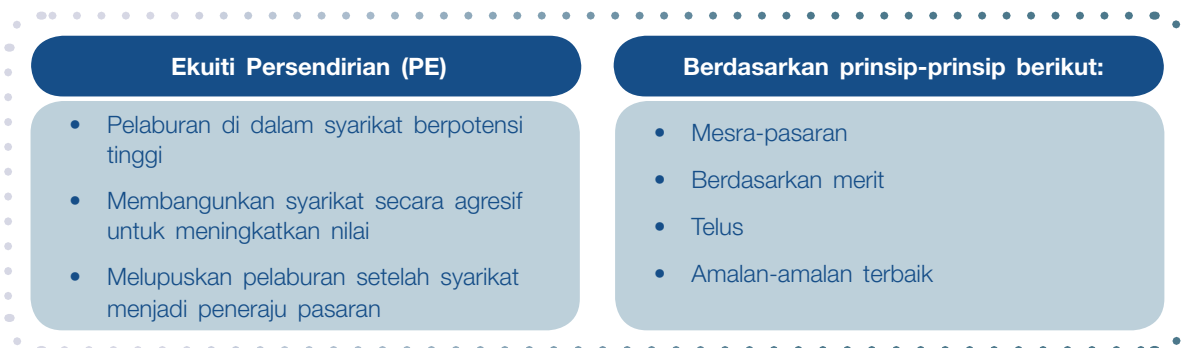 Ekuiti Persendirian (PE)
• Pelaburan di dalam syarikat berpotensi
tinggi
• Membangunkan syarikat secara agresif
untuk meningkatkan nilai
• Melupuskan pelaburan setelah syarikat
menjadi peneraju pasaran
Berdasarkan prinsip-prinsip berikut:
• Mesra-pasaran
• Berdasarkan merit
• Telus
• Amalan-amalan terbaik